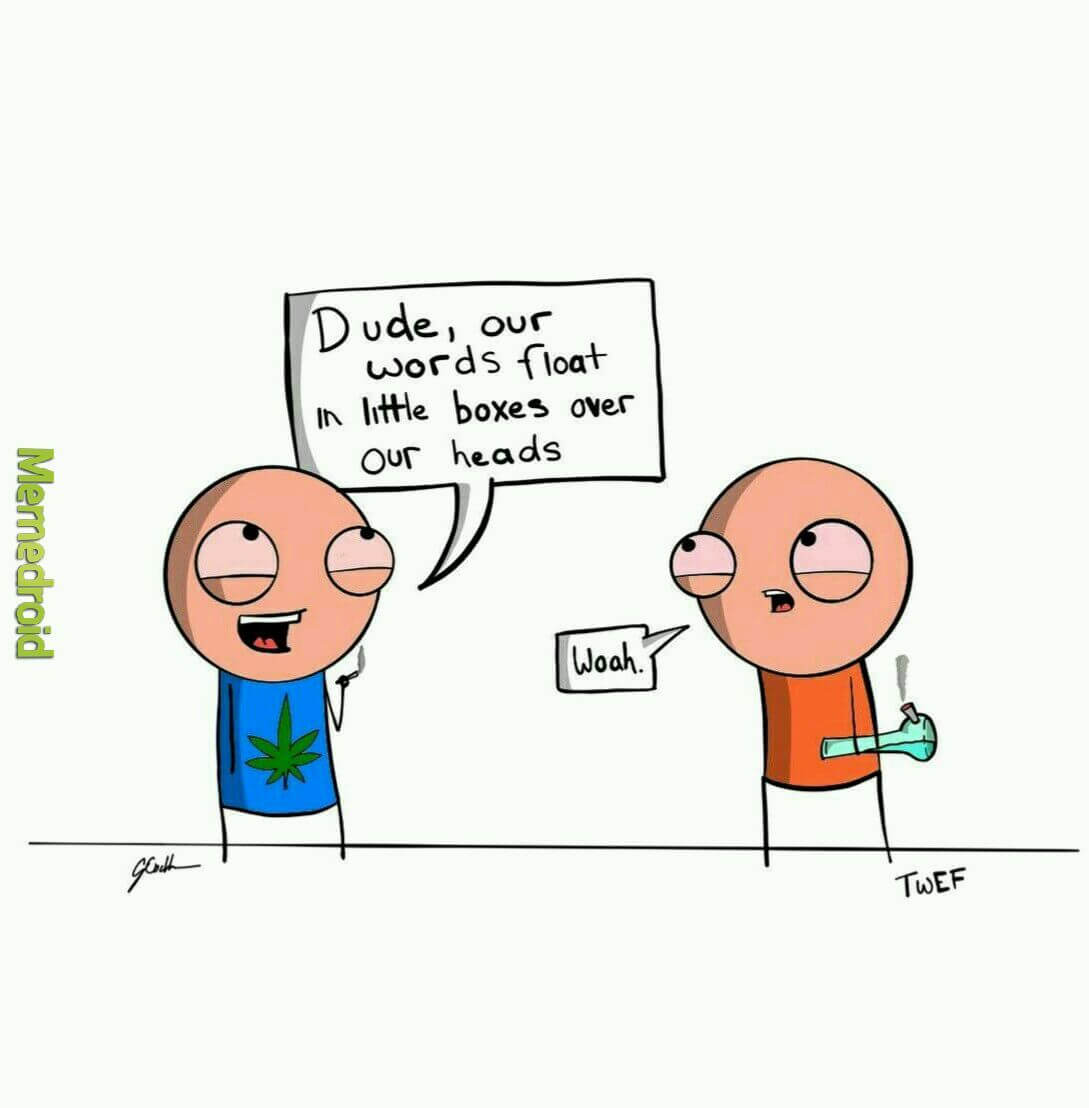 Dude, our
words float
in little boxes over
our heads
Woah.
Memedroid
TWEF